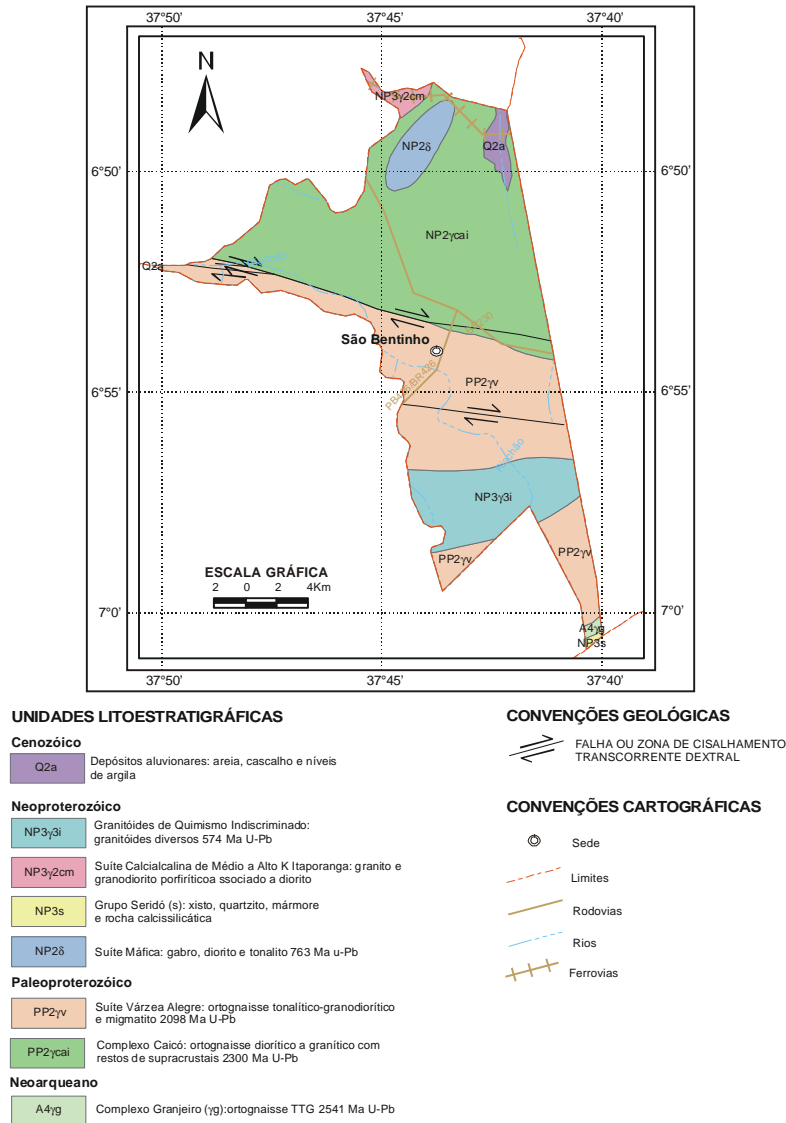 37°50' 37°45' 37°40'
N
NP3γ2cm
NP2δ
Q2a
6°50' 6°50'
NP2γcai
Q2a
São Bentinho
6°55' 6°55'
PP2γv
NP3γ3i
PP2γv
PP2γv
ESCALA GRÁFICA
2 0 2 4Km
7°0' 7°0'
A4γg
NP3s
37°50' 37°45' 37°40'
UNIDADES LITOESTRATIGRÁFICAS
Cenozóico
Q2a Depósitos aluvionares: areia, cascalho e níveis
de argila
Neoproterozóico
NP3γ3i Granitóides de Quimismo Indiscriminado:
granitóides diversos 574 Ma U-Pb
NP3γ2cm Suíte Calcialcalina de Médio a Alto K Itaporanga: granito e
granodiorito porfiríticos ssociado a diorito
NP3s Grupo Seridó (s): xisto, quartzito, mármore
e rocha calcissilicática
NP2δ Suíte Máfica: gabro, diorito e tonalito 763 Ma u-Pb
Paleoproterozóico
PP2γv Suíte Várzea Alegre: ortognaisse tonalítico-granodiorítico
e migmatito 2098 Ma U-Pb
PP2γcai Complexo Caicó: ortognaisse diorítico a granítico com
restos de supracrustais 2300 Ma U-Pb
Neoarqueano
A4γg Complexo Granjeiro (γg):ortognaisse TTG 2541 Ma U-Pb
CONVENÇÕES GEOLÓGICAS
FALHA OU ZONA DE CISALHAMENTO
TRANSCORRENTE DEXTRAL
CONVENÇÕES CARTOGRÁFICAS
Sede
Limites
Rodovias
Rios
Ferrovias